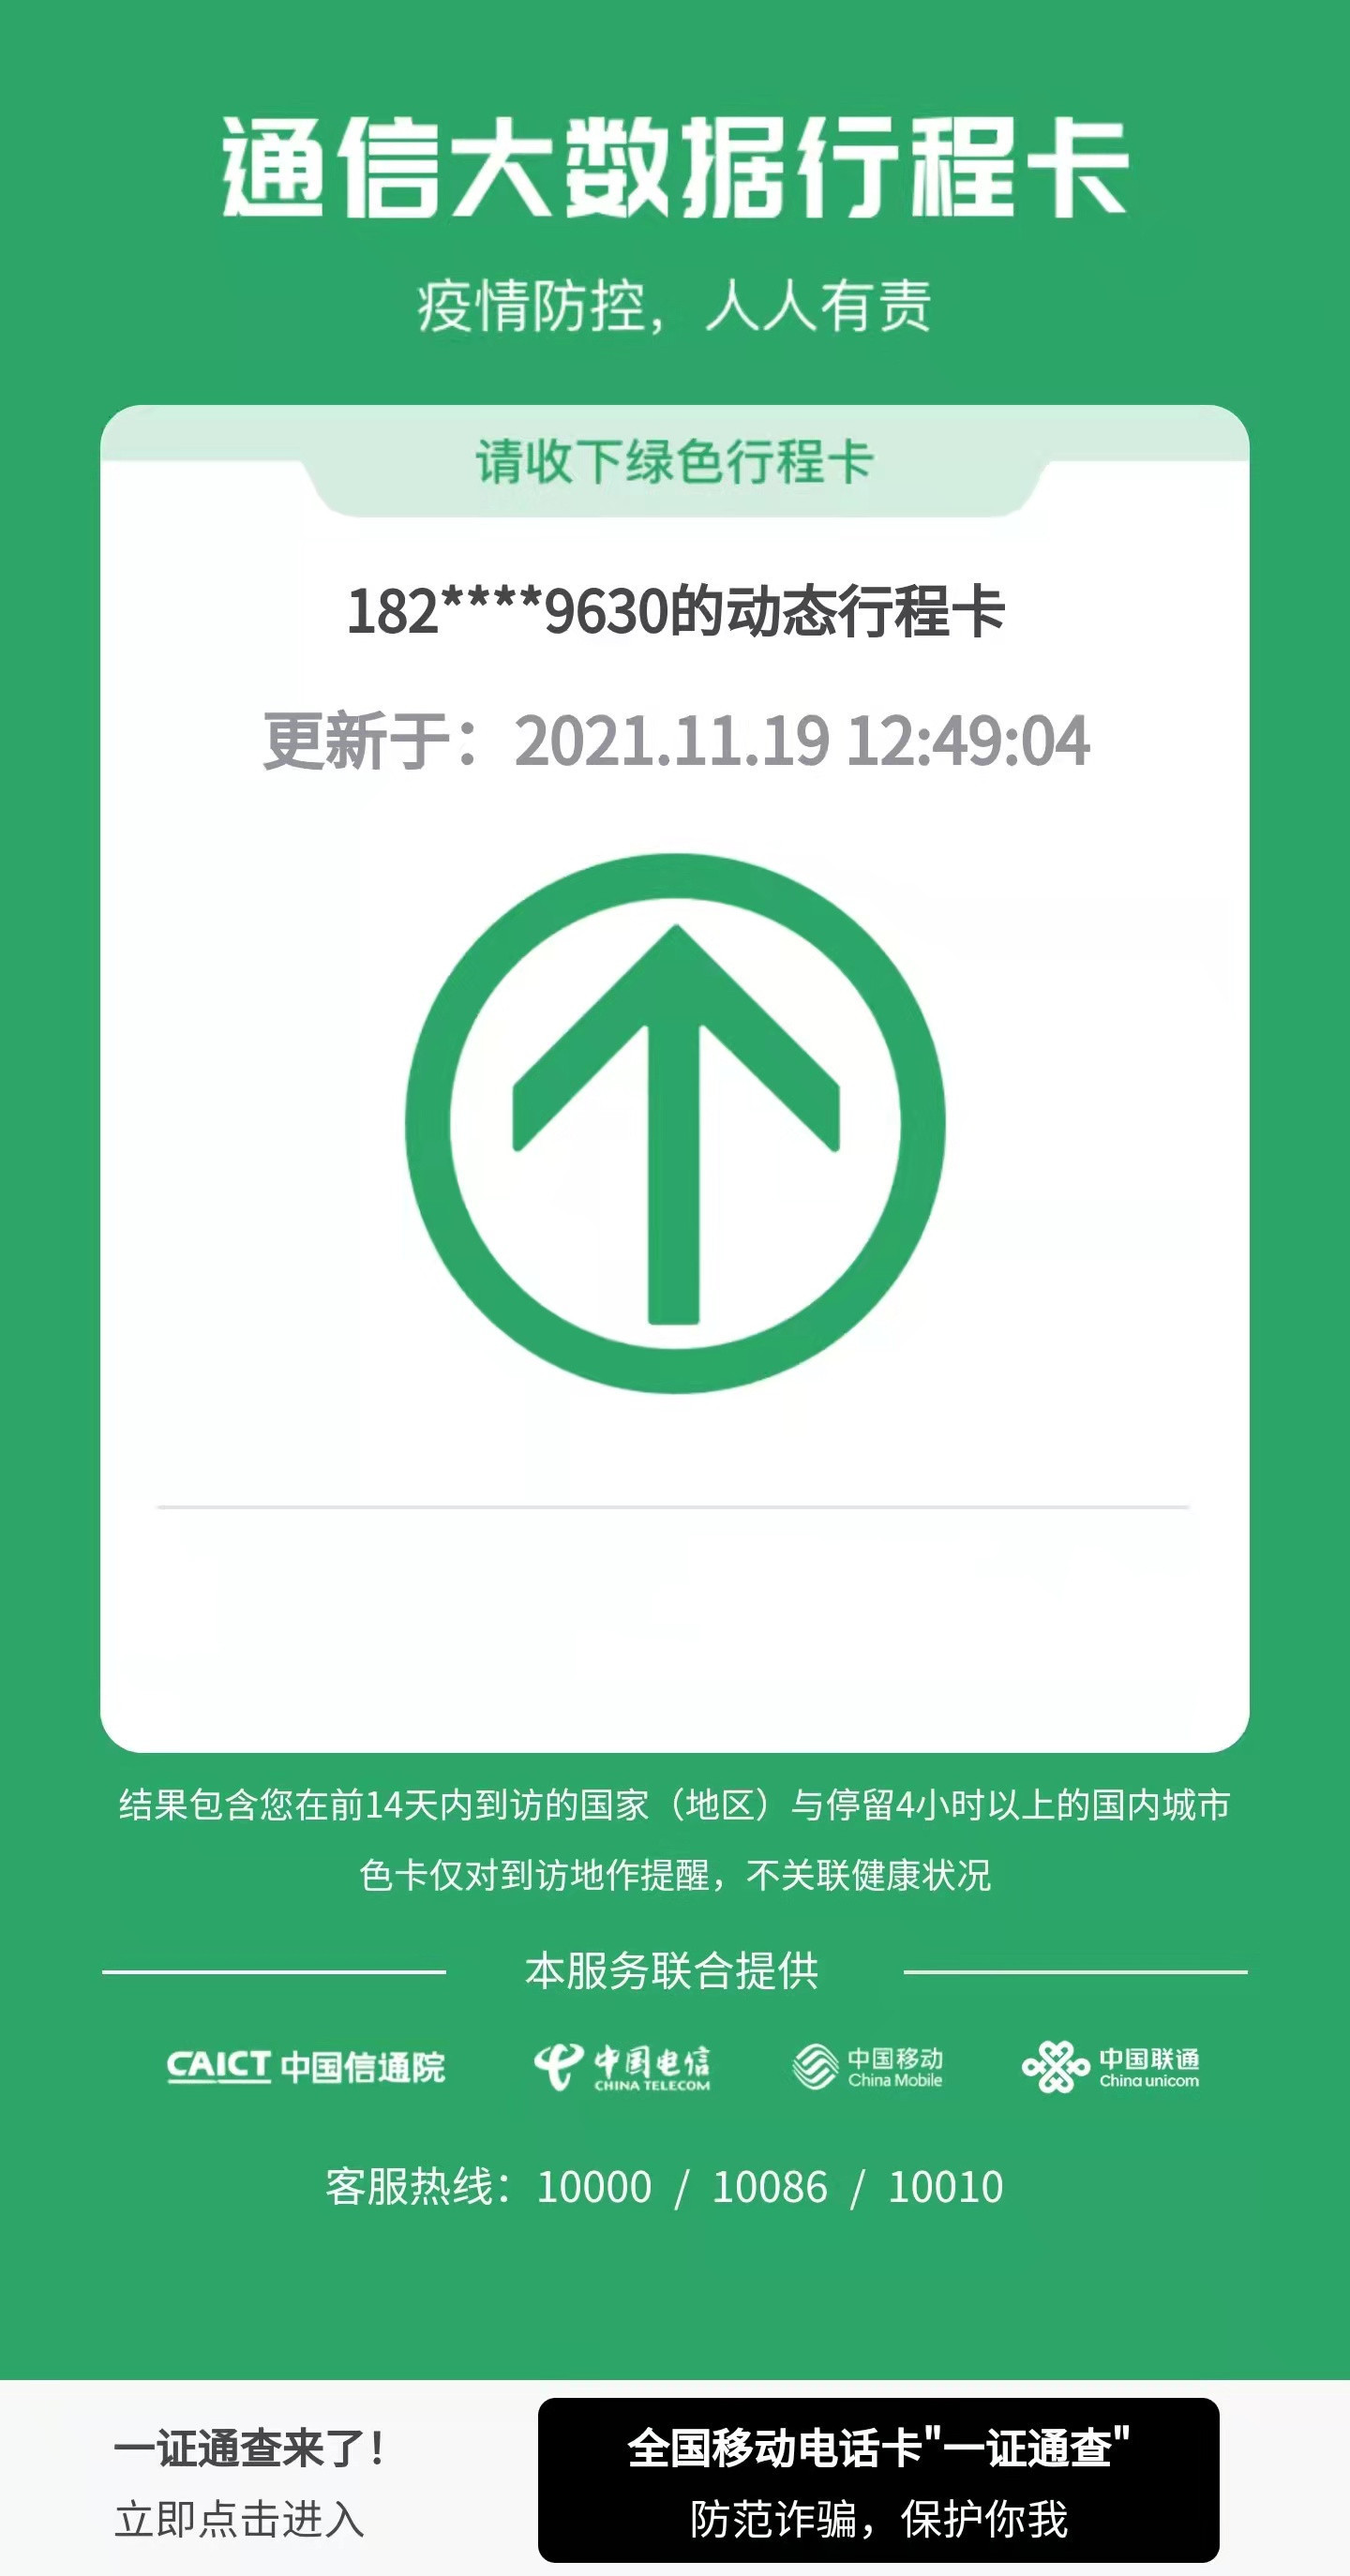 通信大数据行程卡
疫情防控，人人有责
请收下绿色行程卡
182****9630的动态行程卡
更新于：2021.11.19 12:49:04
结果包含您在前14天内到访的国家（地区）与停留4小时以上的国内城市
色卡仅对到访地作提醒，不关联健康状况
本服务联合提供
CAICT 中国信通院 中国电信 CHINA TELECOM 中国移动 China Mobile 中国联通 China unicom
客服热线：10000 / 10086 / 10010
一证通查来了！
立即点击进入
全国移动电话卡"一证通查"
防范诈骗，保护你我